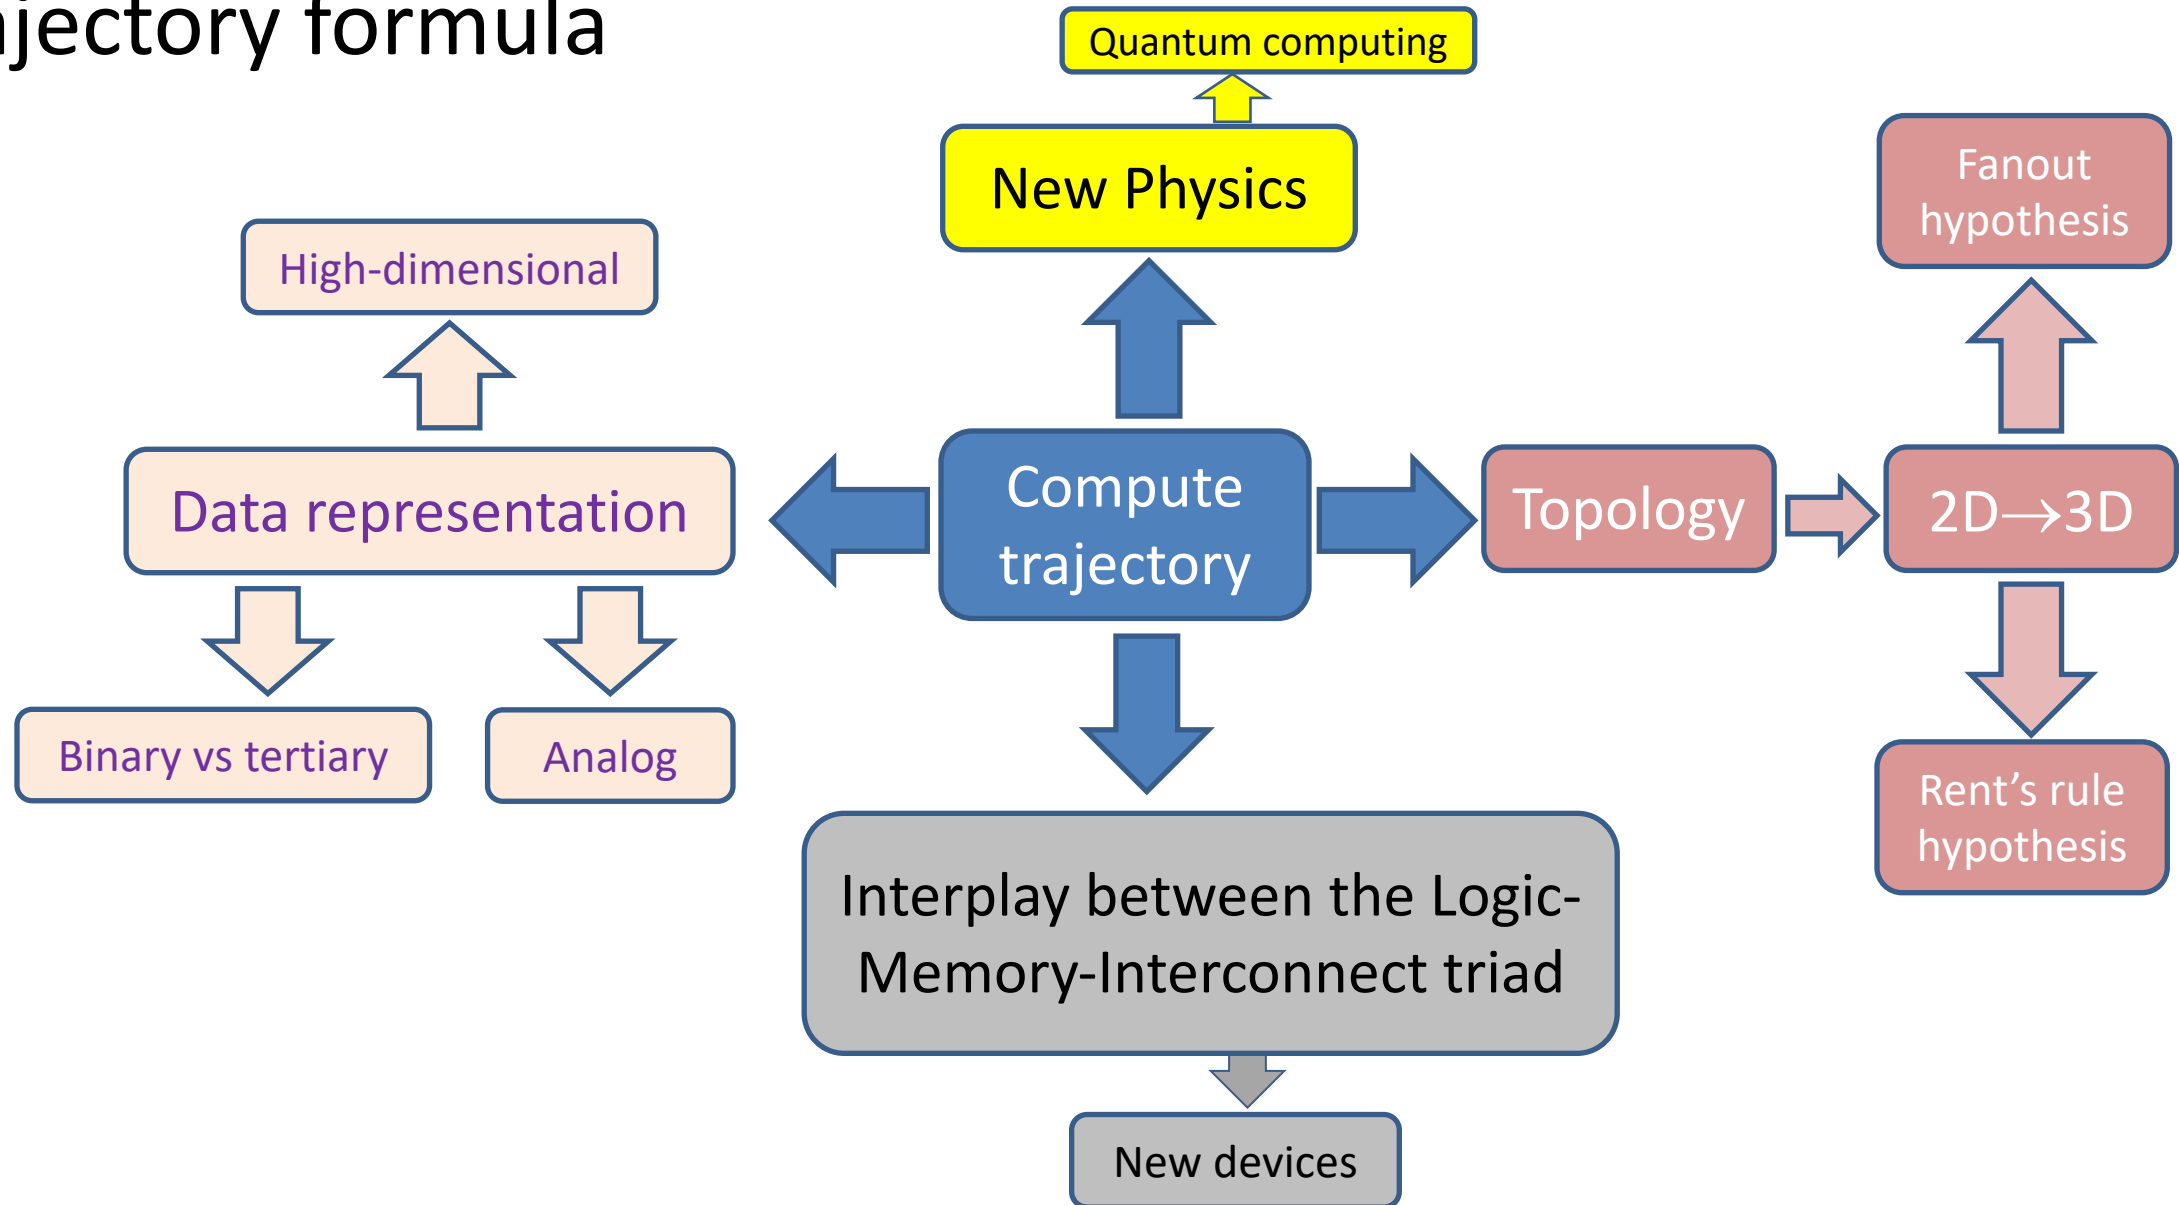 jectory formula
Quantum computing
New Physics
Fanout
hypothesis
High-dimensional
Data representation
Compute
trajectory
Topology
2D→3D
Binary vs tertiary
Analog
Rent’s rule
hypothesis
Interplay between the Logic-
Memory-Interconnect triad
New devices